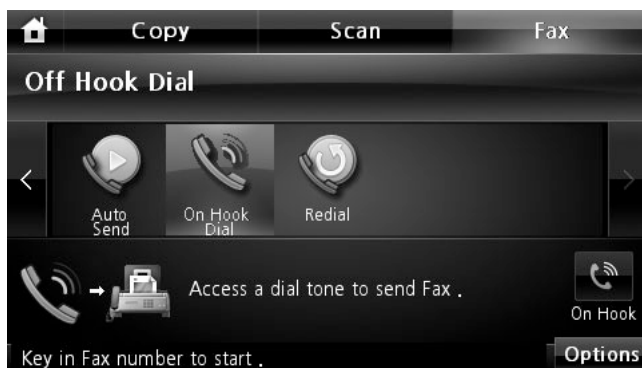 Copy Scan Fax
Off Hook Dial
Auto
Send
On Hook
Dial
Redial
Access a dial tone to send Fax .
On Hook
Key in Fax number to start .
Options